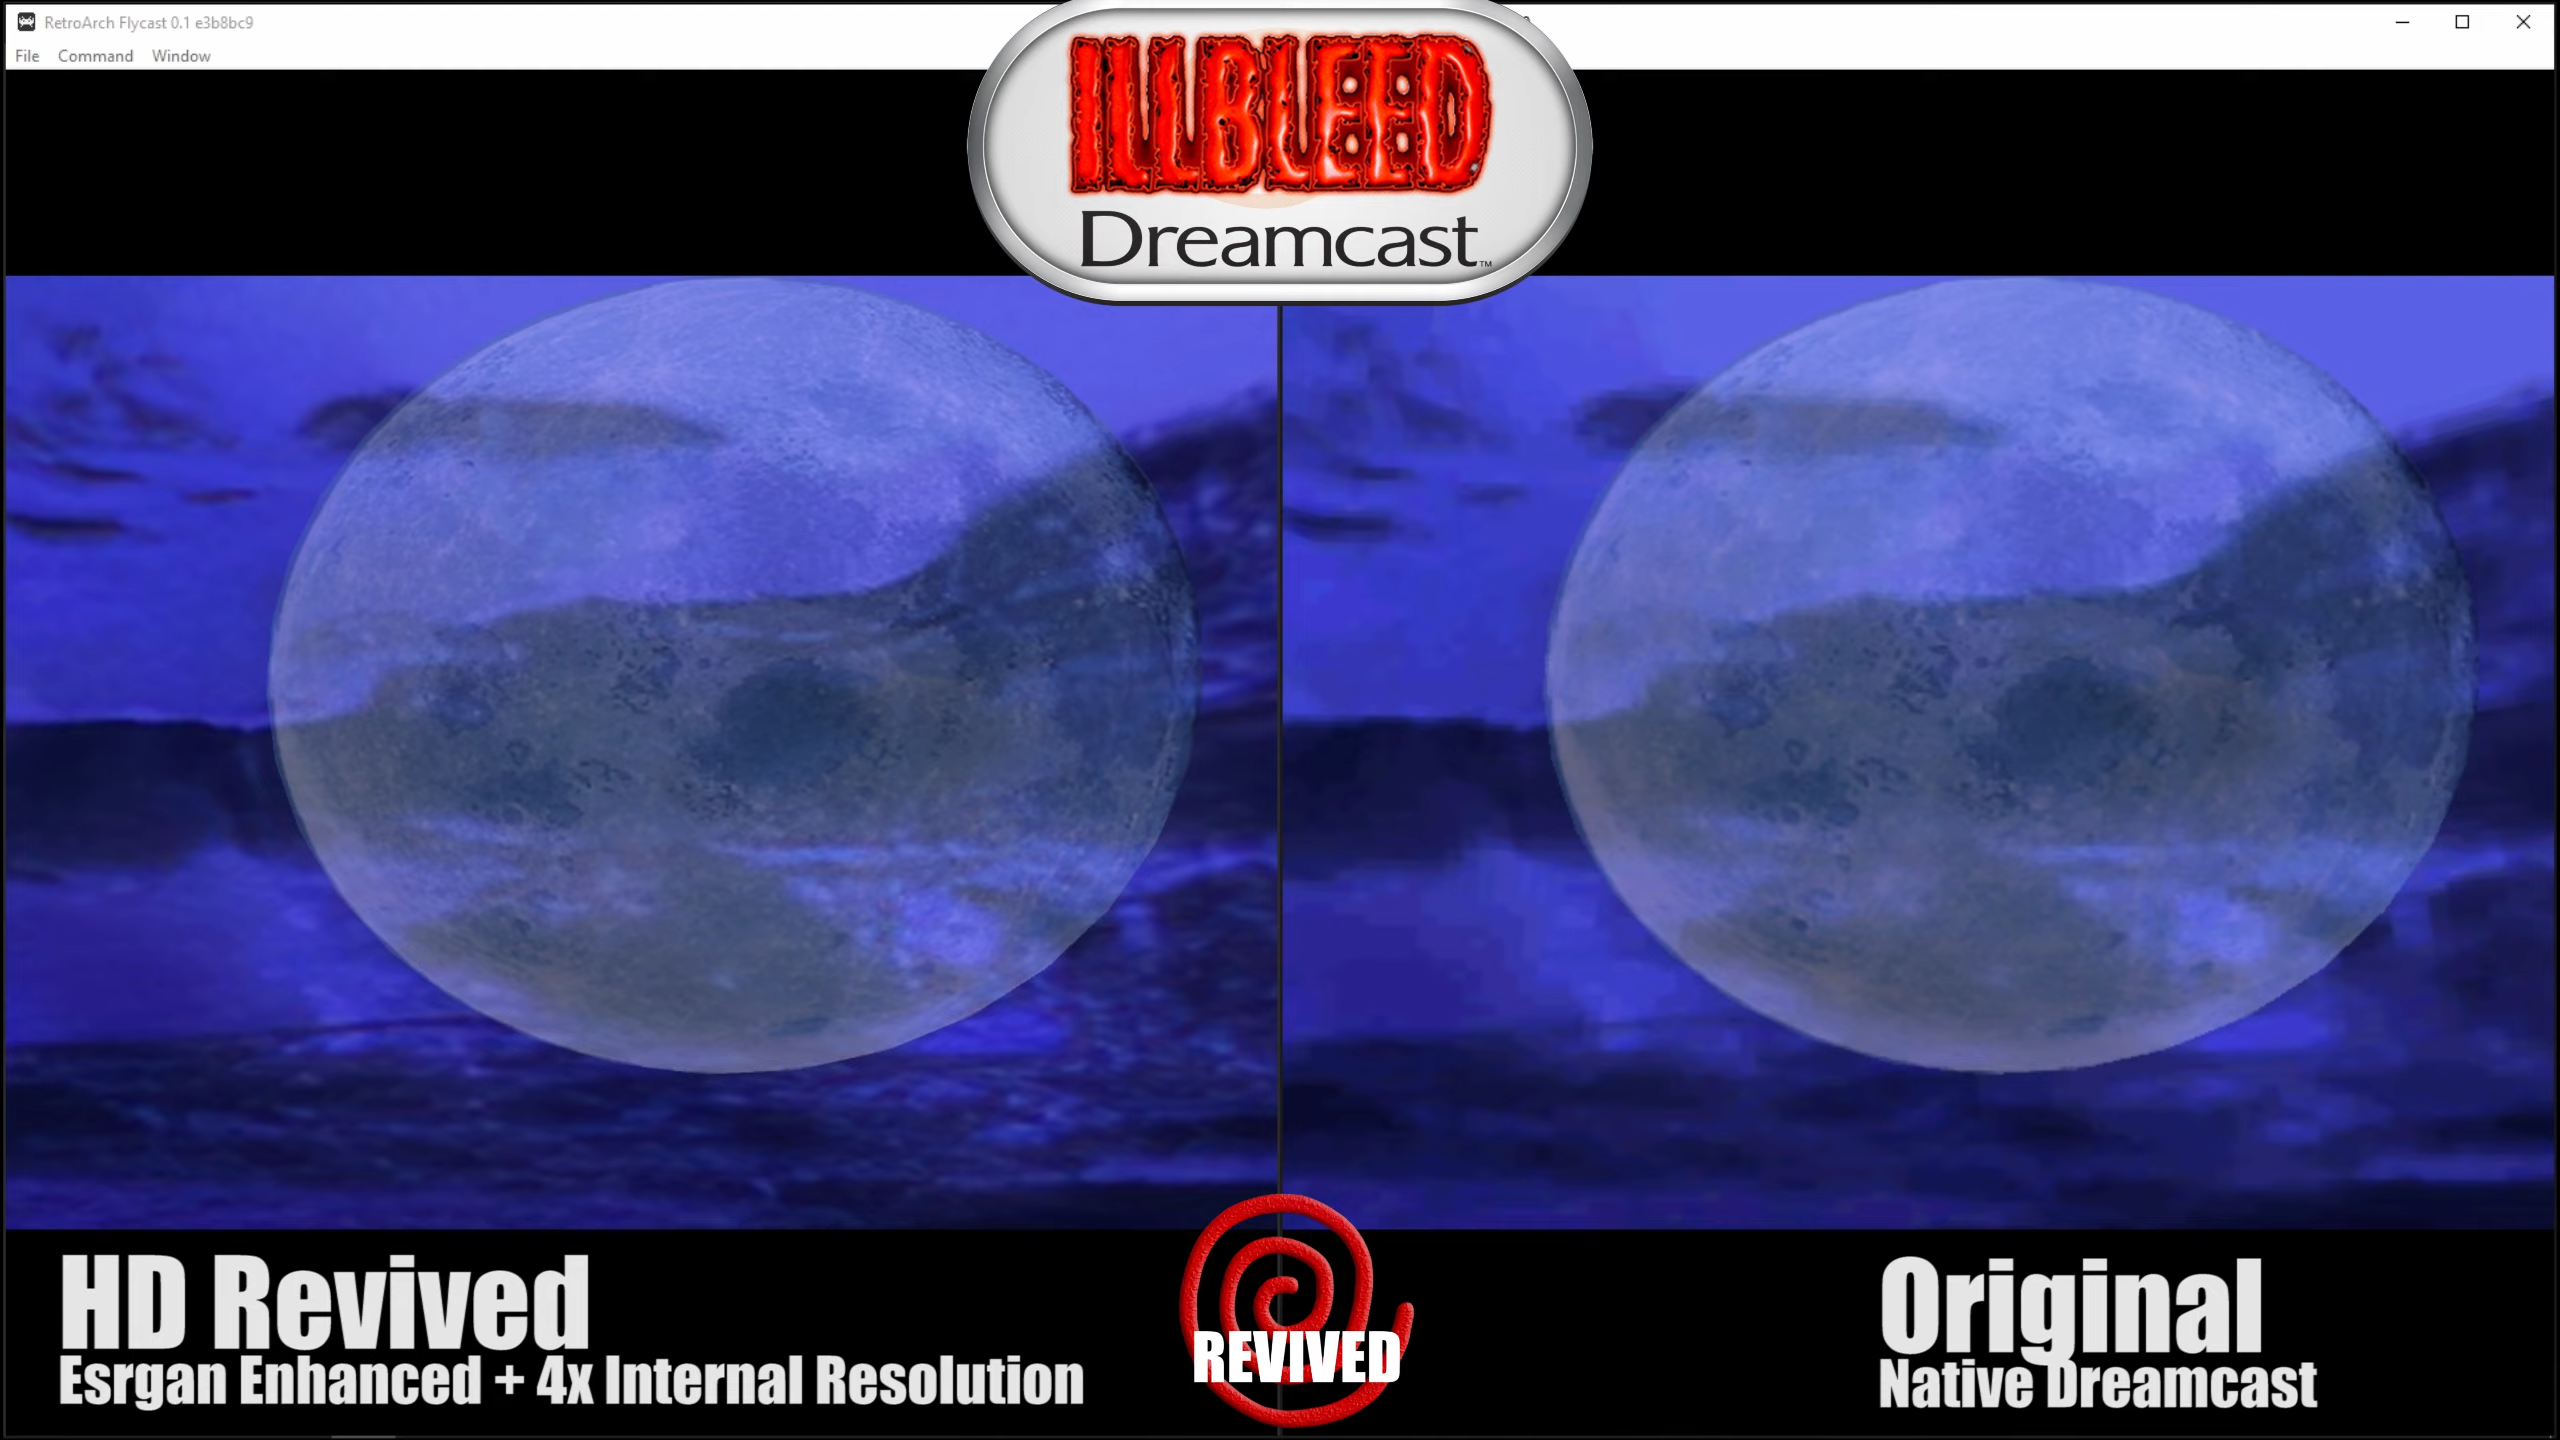 RetroArch Flycast 0.1 e3b8bc9
File Command Window
ILLBLEED
Dreamcast™
HD Revived
Esrgan Enhanced + 4x Internal Resolution
REVIVED
Original
Native Dreamcast